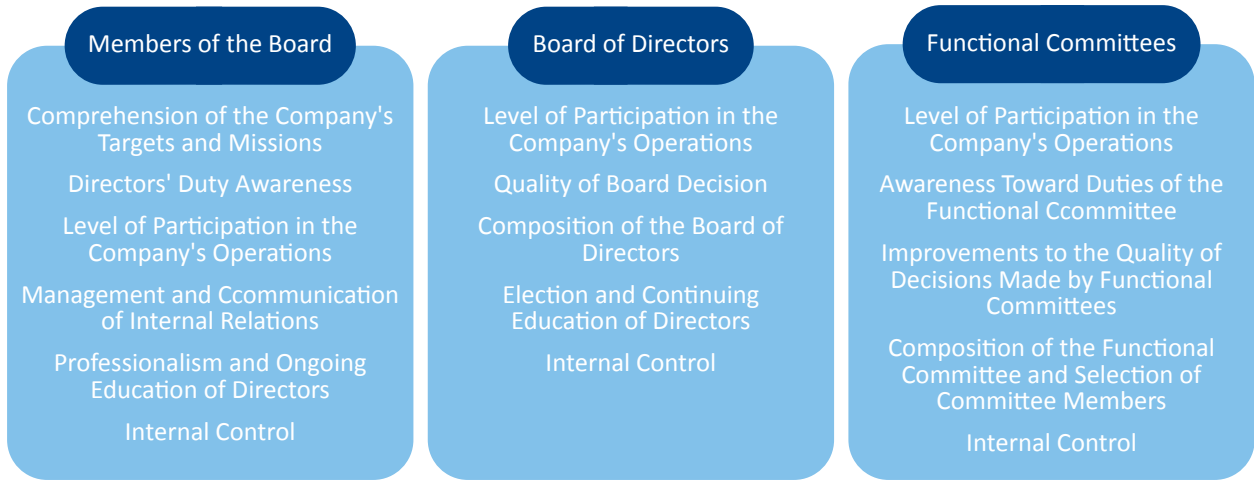 Members of the Board
Comprehension of the Company's
Targets and Missions
Directors' Duty Awareness
Level of Participation in the
Company's Operations
Management and Ccommunication
of Internal Relations
Professionalism and Ongoing
Education of Directors
Internal Control
Board of Directors
Level of Participation in the
Company's Operations
Quality of Board Decision
Composition of the Board of
Directors
Election and Continuing
Education of Directors
Internal Control
Functional Committees
Level of Participation in the
Company's Operations
Awareness Toward Duties of the
Functional Ccommittee
Improvements to the Quality of
Decisions Made by Functional
Committees
Composition of the Functional
Committee and Selection of
Committee Members
Internal Control